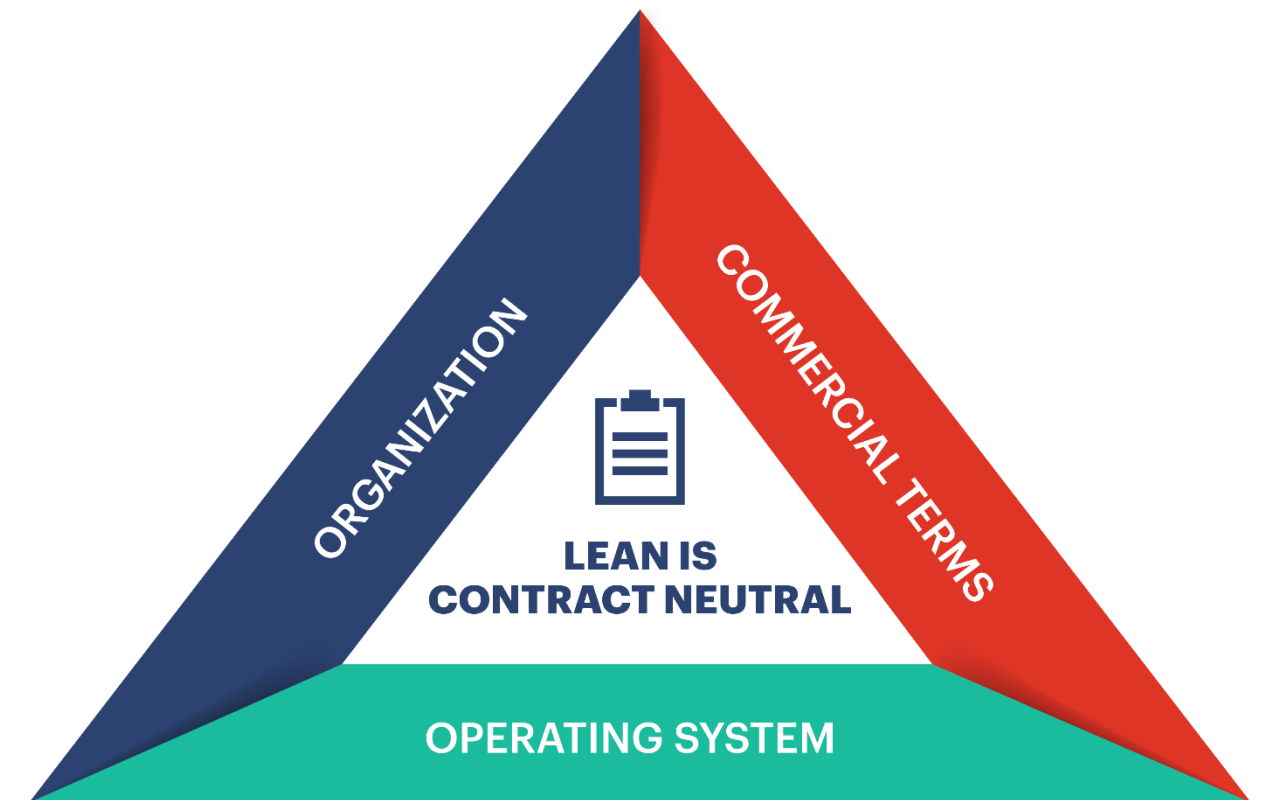 ORGANIZATION
COMMERCIAL TERMS
LEAN IS
CONTRACT NEUTRAL
OPERATING SYSTEM